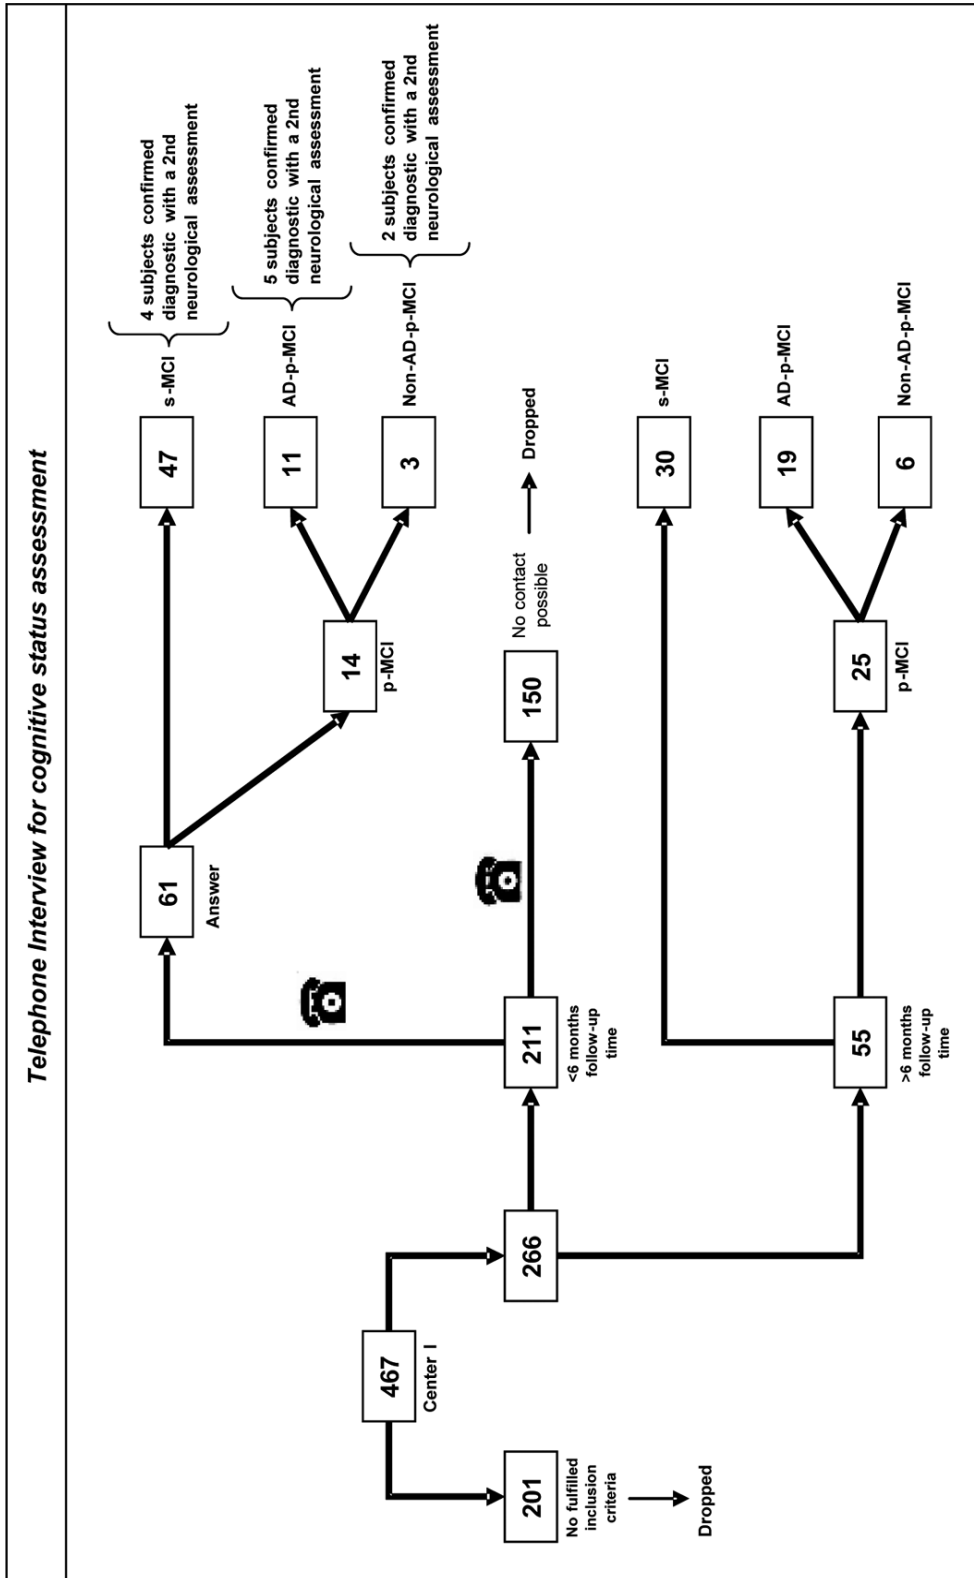 Telephone Interview for cognitive status assessment
467
Center I
201
No fulfilled
inclusion
criteria
Dropped
266
211
<6 months
follow-up
time
61
Answer
47
s-MCI
4 subjects confirmed
diagnostic with a 2nd
neurological assessment
14
p-MCI
11
AD-p-MCI
5 subjects confirmed
diagnostic with a 2nd
neurological assessment
3
Non-AD-p-MCI
2 subjects confirmed
diagnostic with a 2nd
neurological assessment
150
No contact
possible
Dropped
55
>6 months
follow-up
time
30
s-MCI
25
p-MCI
19
AD-p-MCI
6
Non-AD-p-MCI